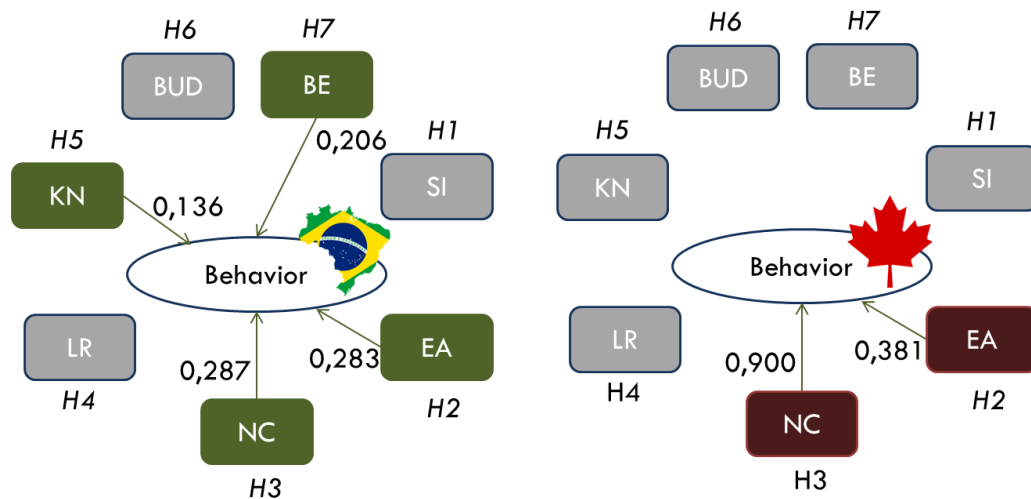 H6
H7
BUD
BE
H5
0,206
H1
KN
SI
0,136
Behavior
LR
0,287
0,283
EA
H4
NC
H2
H3
H6
H7
BUD
BE
H5
H1
KN
SI
Behavior
LR
0,900
0,381
EA
H4
NC
H2
H3